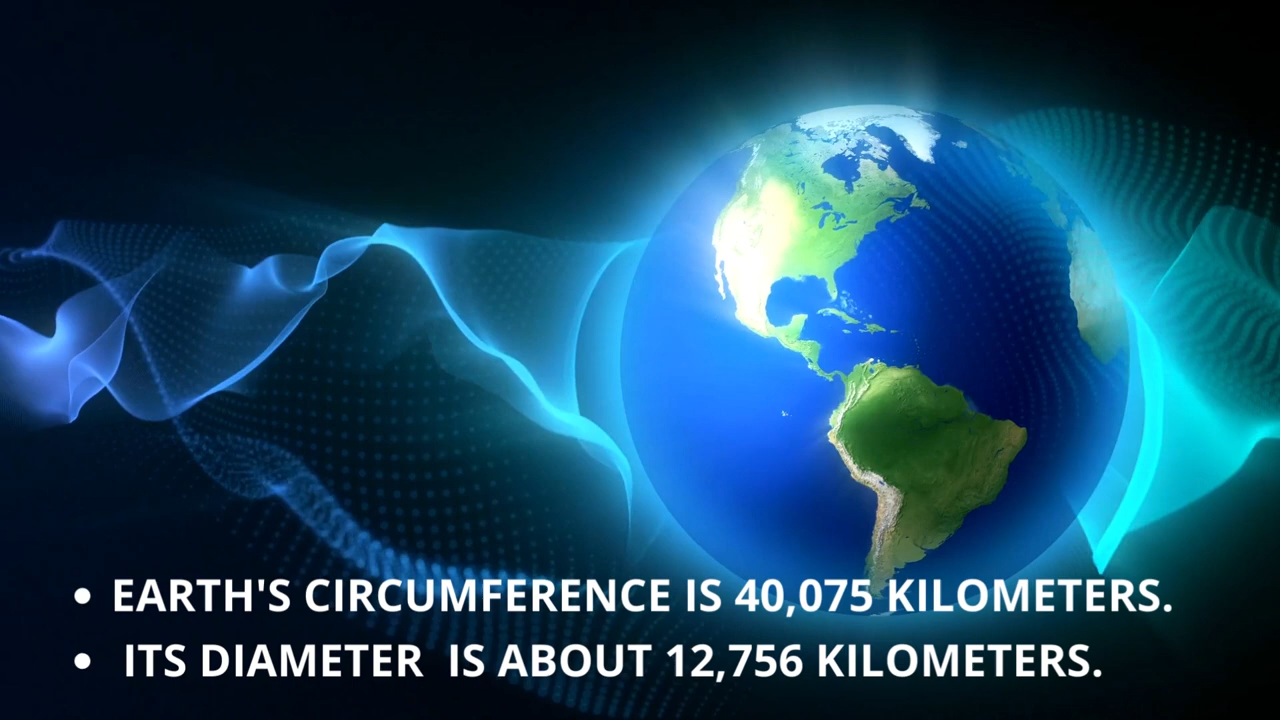 • EARTH'S CIRCUMFERENCE IS 40,075 KILOMETERS.
• ITS DIAMETER  IS ABOUT 12,756 KILOMETERS.